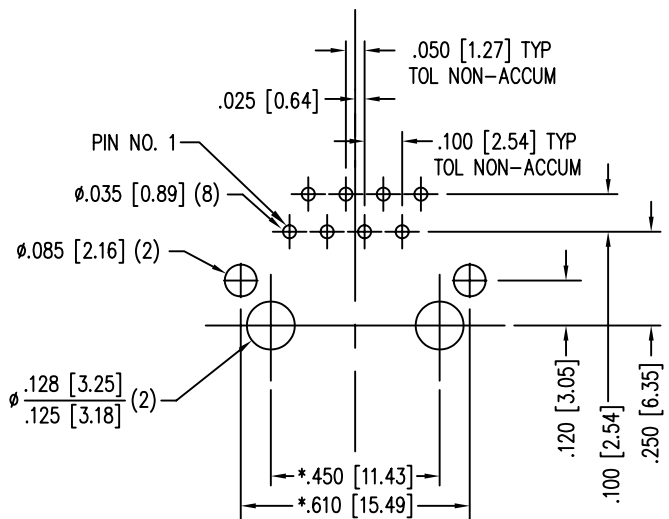 .050 [1.27] TYP
TOL NON-ACCUM
.025 [0.64]
PIN NO. 1
.100 [2.54] TYP
TOL NON-ACCUM
ø.035 [0.89] (8)
ø.085 [2.16] (2)
ø .128 [3.25]
.125 [3.18] (2)
.120 [3.05]
.100 [2.54]
.250 [6.35]
*.450 [11.43]
*.610 [15.49]